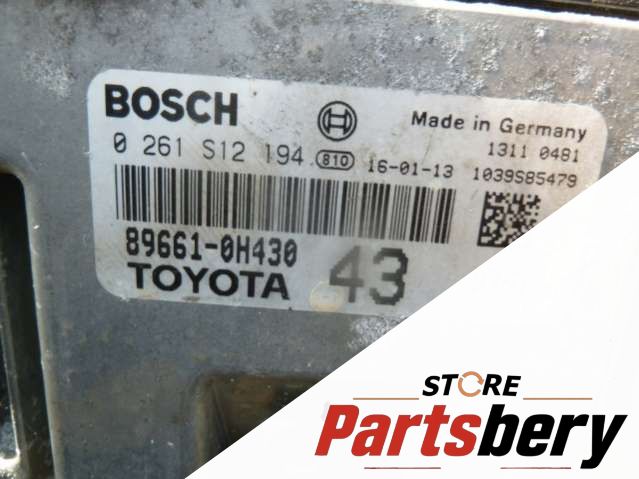 BOSCH
Made in Germany
1311 0481
0 261 S12 194 810 16-01-13 1039S85479
89661-0H430
TOYOTA 43
STORE
Partsbery